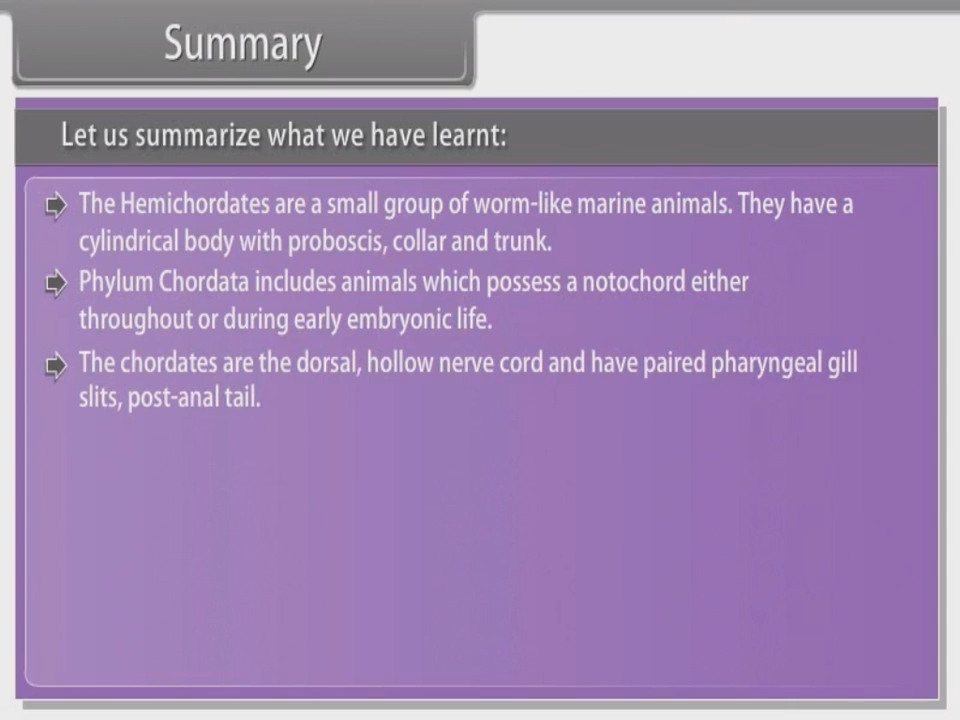 Summary
Let us summarize what we have learnt:
The Hemichordates are a small group of worm-like marine animals. They have a
cylindrical body with proboscis, collar and trunk.
Phylum Chordata includes animals which possess a notochord either
throughout or during early embryonic life.
The chordates are the dorsal, hollow nerve cord and have paired pharyngeal gill
slits, post-anal tail.